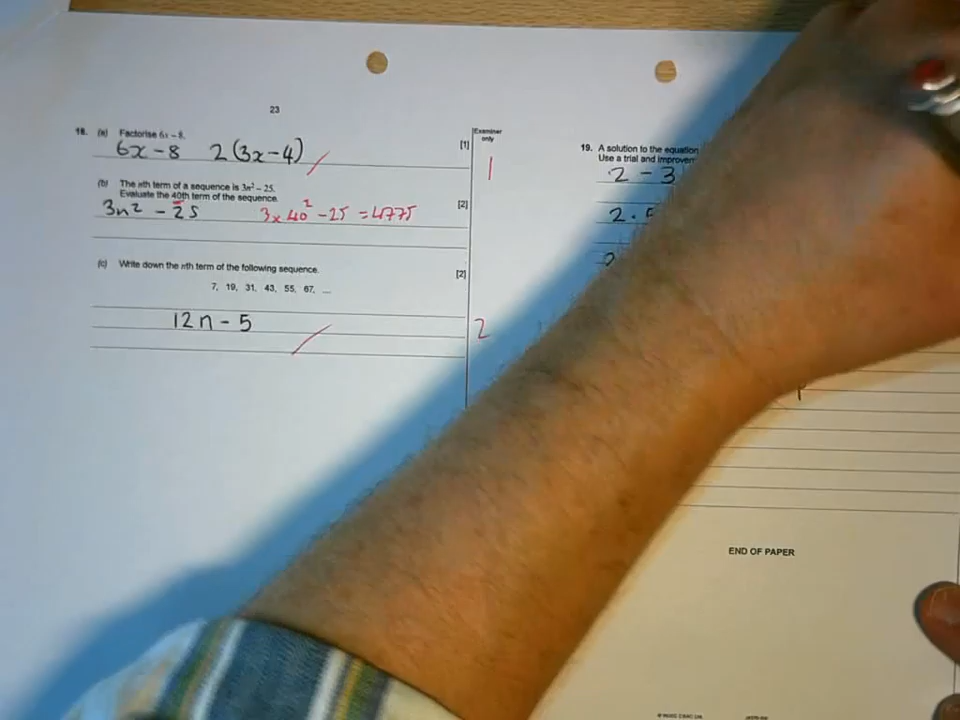 23
18. (a) Factorise 6x - 8.
6x - 8 2(3x - 4)
[1]
Examiner
only
1
(b) The nth term of a sequence is 3n² - 25.
Evaluate the 40th term of the sequence.
[2]
3n² - 25 3 x 40² - 25 = 4775
(c) Write down the nth term of the following sequence.
[2]
7, 19, 31, 43, 55, 67, ...
12n - 5
2
19. A solution to the equation
Use a trial and improvem
2 - 3
2.5
END OF PAPER